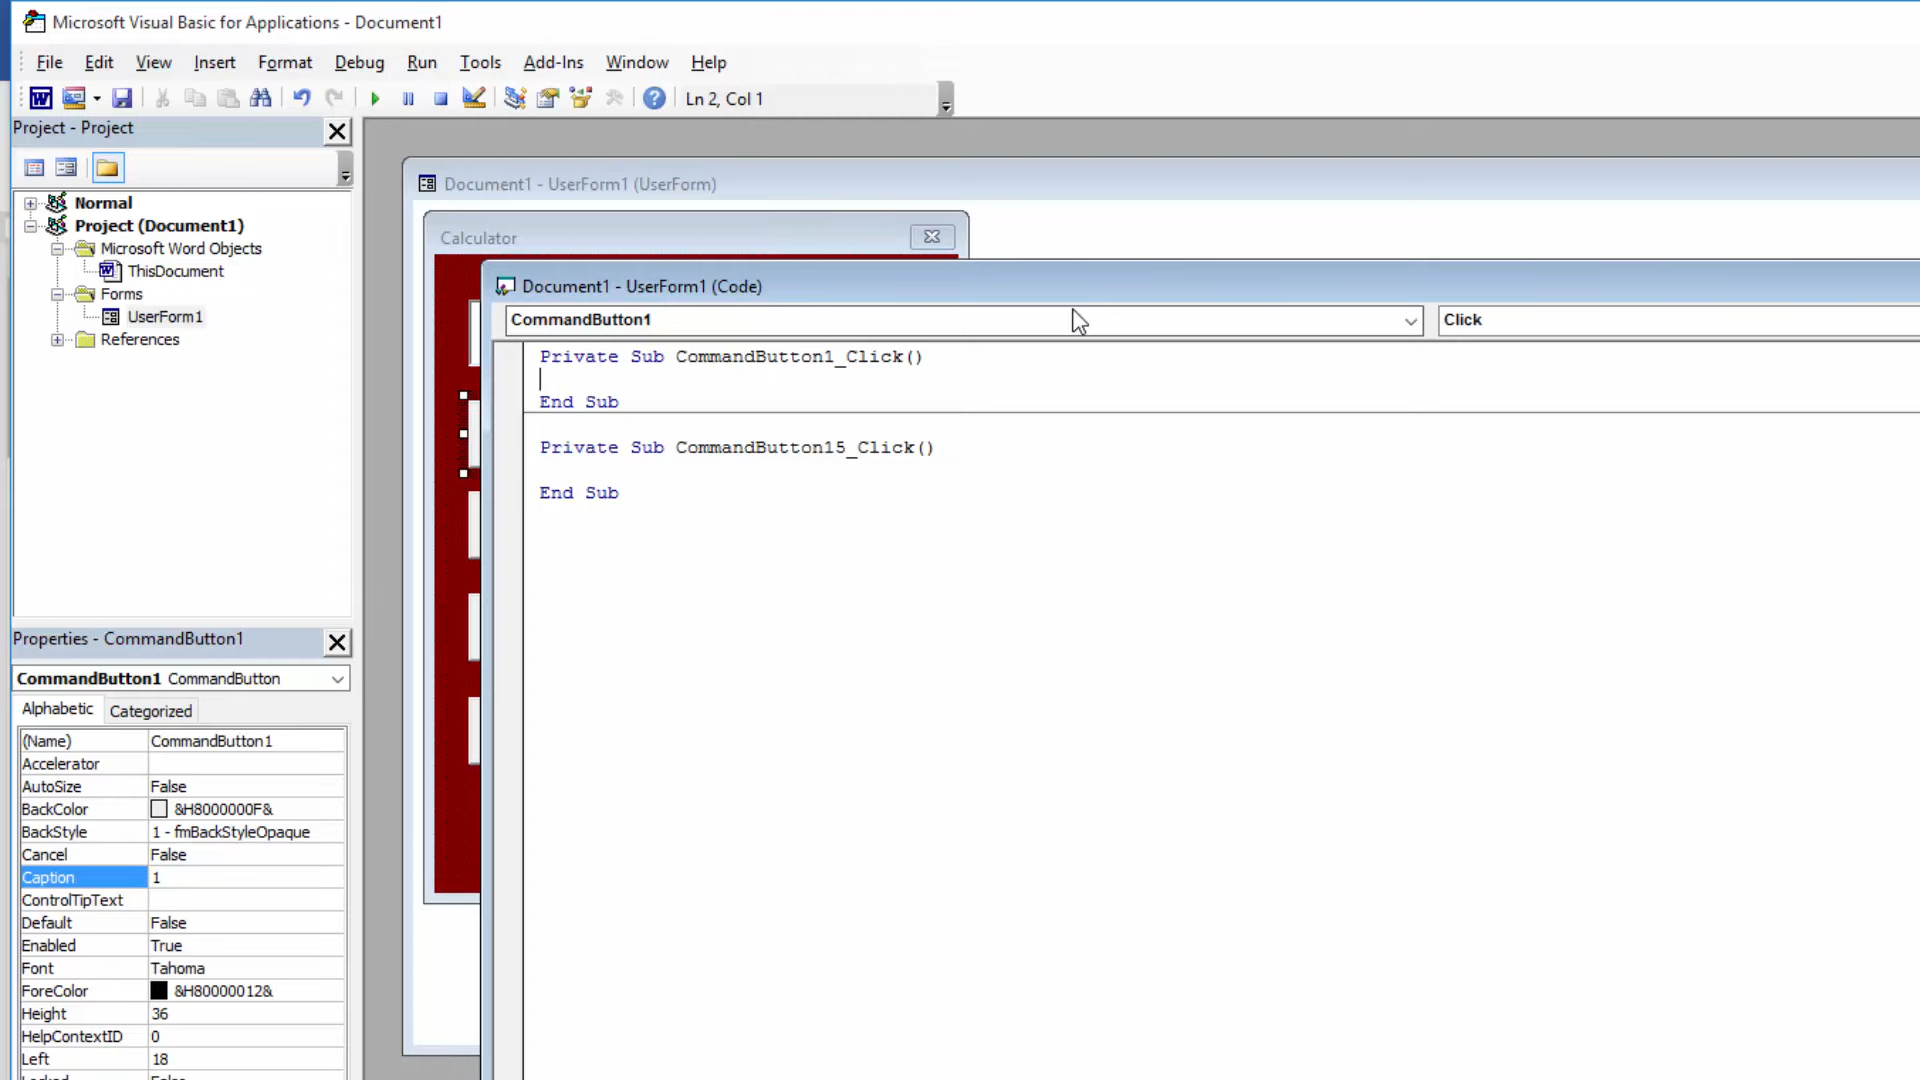 Microsoft Visual Basic for Applications - Document1
File Edit View Insert Format Debug Run Tools Add-Ins Window Help
Ln 2, Col 1
Project - Project
Normal
Project (Document1)
Microsoft Word Objects
ThisDocument
Forms
UserForm1
References
Document1 - UserForm1 (UserForm)
Calculator
Document1 - UserForm1 (Code)
CommandButton1 Click
Private Sub CommandButton1_Click()
End Sub
Private Sub CommandButton15_Click()
End Sub
Properties - CommandButton1
CommandButton1 CommandButton
Alphabetic Categorized
(Name) CommandButton1
Accelerator
AutoSize False
BackColor &H8000000F&
BackStyle 1 - fmBackStyleOpaque
Cancel False
Caption 1
ControlTipText
Default False
Enabled True
Font Tahoma
ForeColor &H80000012&
Height 36
HelpContextID 0
Left 18